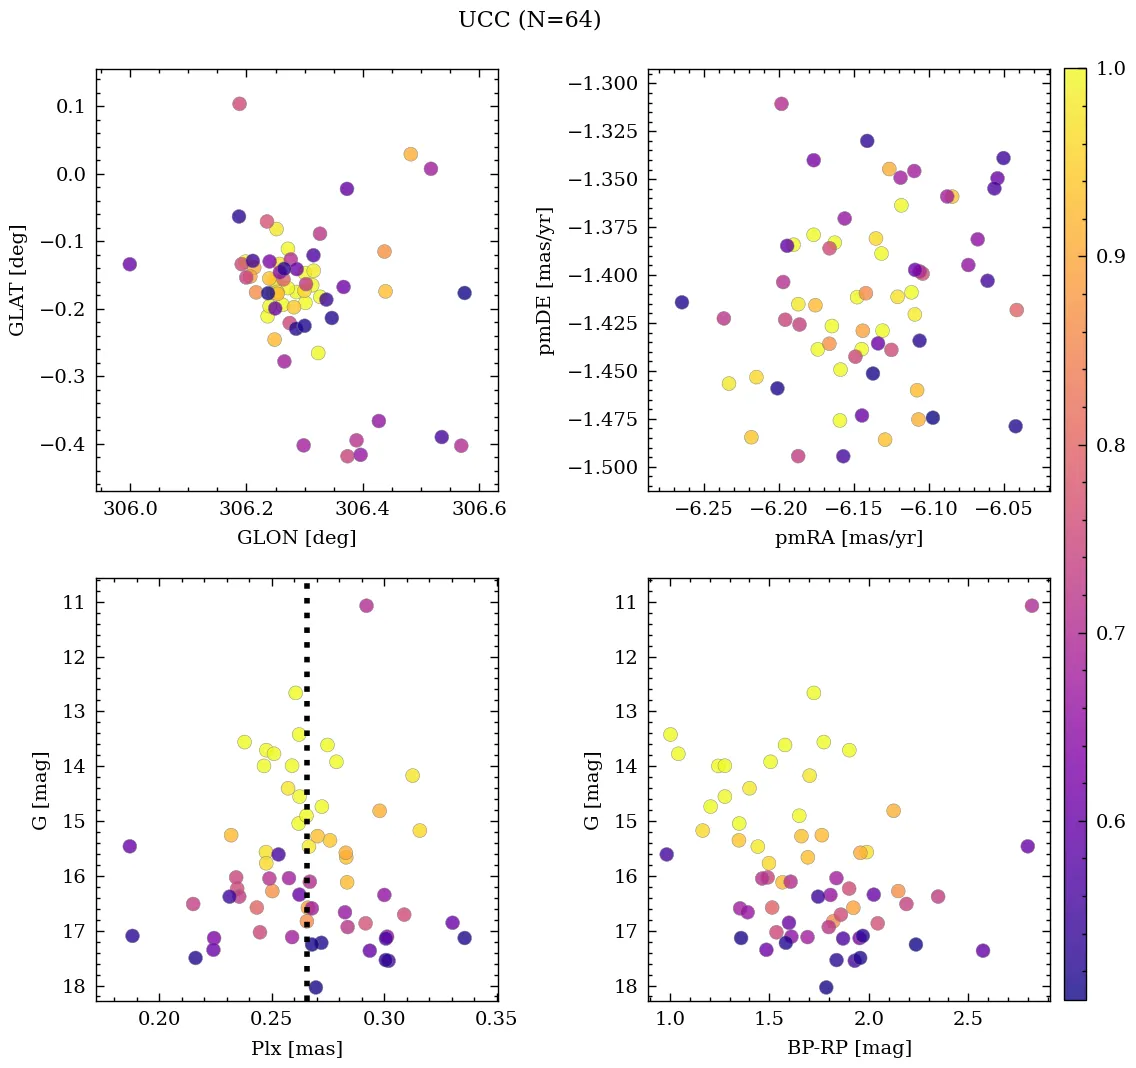 UCC (N=64)
0.1
0.0
−0.1
−0.2
−0.3
−0.4
GLAT [deg]
306.0 306.2 306.4 306.6
GLON [deg]
−1.300
−1.325
−1.350
−1.375
−1.400
−1.425
−1.450
−1.475
−1.500
pmDE [mas/yr]
−6.25 −6.20 −6.15 −6.10 −6.05
pmRA [mas/yr]
1.0
0.9
0.8
0.7
0.6
11
12
13
14
15
16
17
18
G [mag]
0.20 0.25 0.30 0.35
Plx [mas]
11
12
13
14
15
16
17
18
G [mag]
1.0 1.5 2.0 2.5
BP-RP [mag]